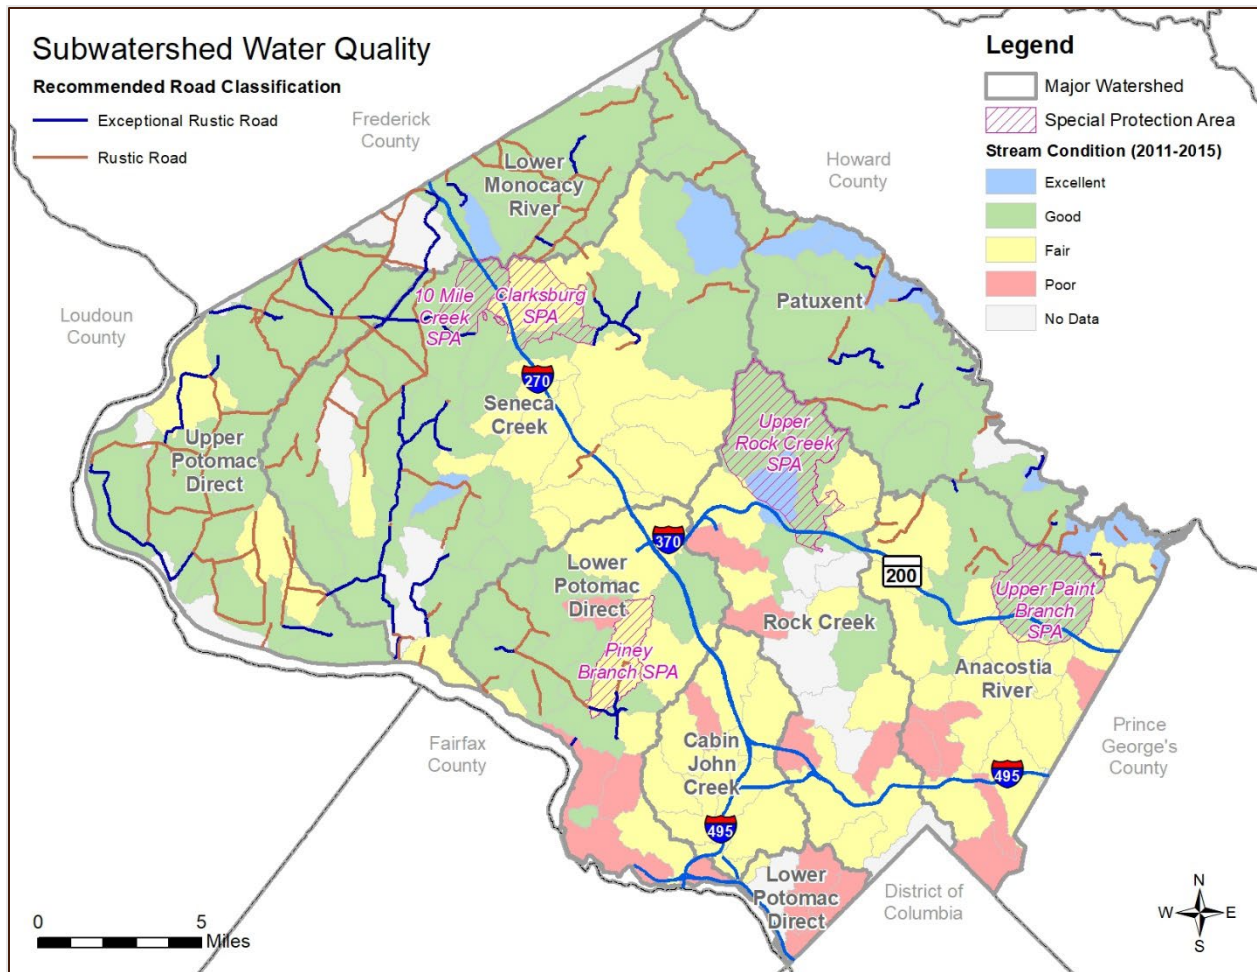 Subwatershed Water Quality
Recommended Road Classification
Exceptional Rustic Road
Rustic Road
Legend
Major Watershed
Special Protection Area
Stream Condition (2011-2015)
Excellent
Good
Fair
Poor
No Data
Frederick
County
Howard
County
Loudoun
County
Lower
Monocacy
River
10 Mile
Creek
SPA
Clarksburg
SPA
Patuxent
270
Seneca
Creek
Upper
Potomac
Direct
Upper
Rock Creek
SPA
370
200
Lower
Potomac
Direct
Rock Creek
Upper Paint
Branch
SPA
Piney
Branch SPA
Anacostia
River
Fairfax
County
Cabin
John
Creek
Prince
George's
County
495
495
Lower
Potomac
Direct
District of
Columbia
0 5
Miles
N
W E
S